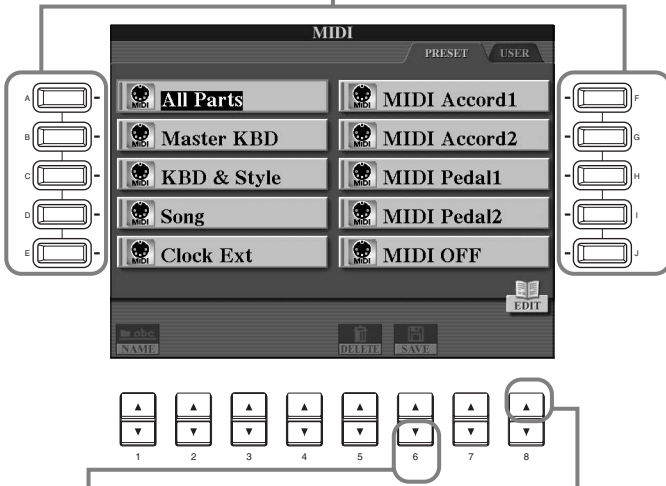 MIDI
PRESET USER
A All Parts MIDI Accord1 F
B Master KBD MIDI Accord2 G
C KBD & Style MIDI Pedal1 H
D Song MIDI Pedal2 I
E Clock Ext MIDI OFF J
EDIT
abc
NAME DELETE SAVE
1 2 3 4 5 6 7 8